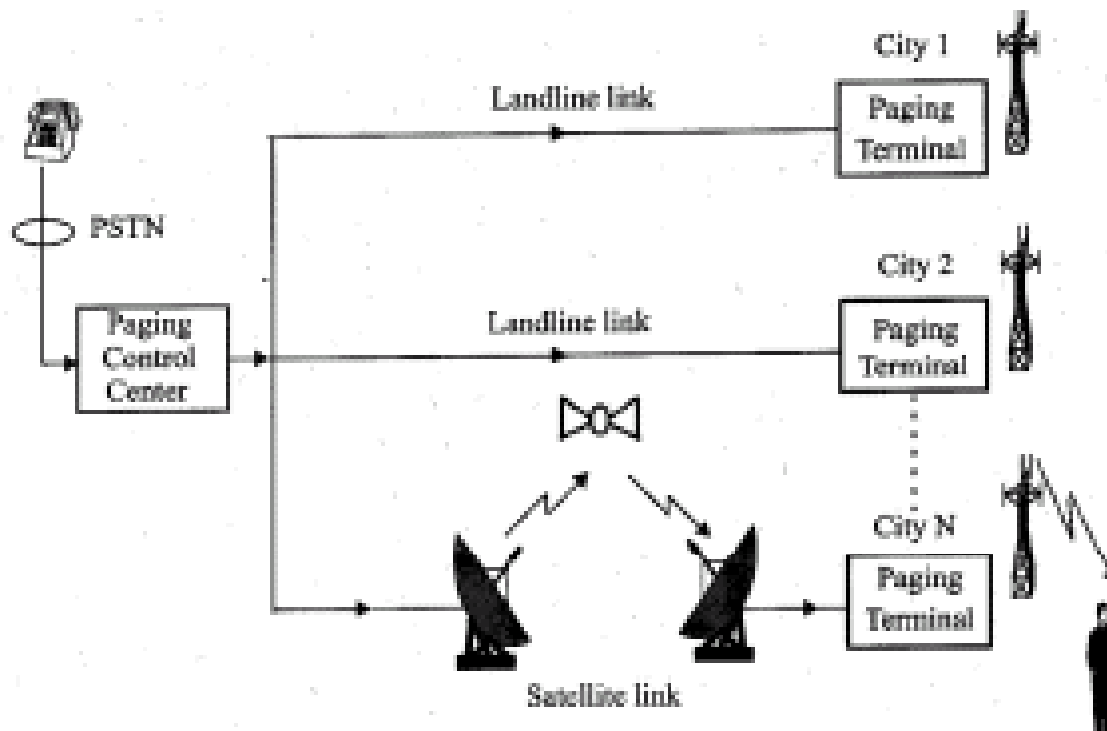 City 1
Landline link
Paging
Terminal
PSTN
City 2
Landline link
Paging
Control
Center
Paging
Terminal
City N
Paging
Terminal
Satellite link